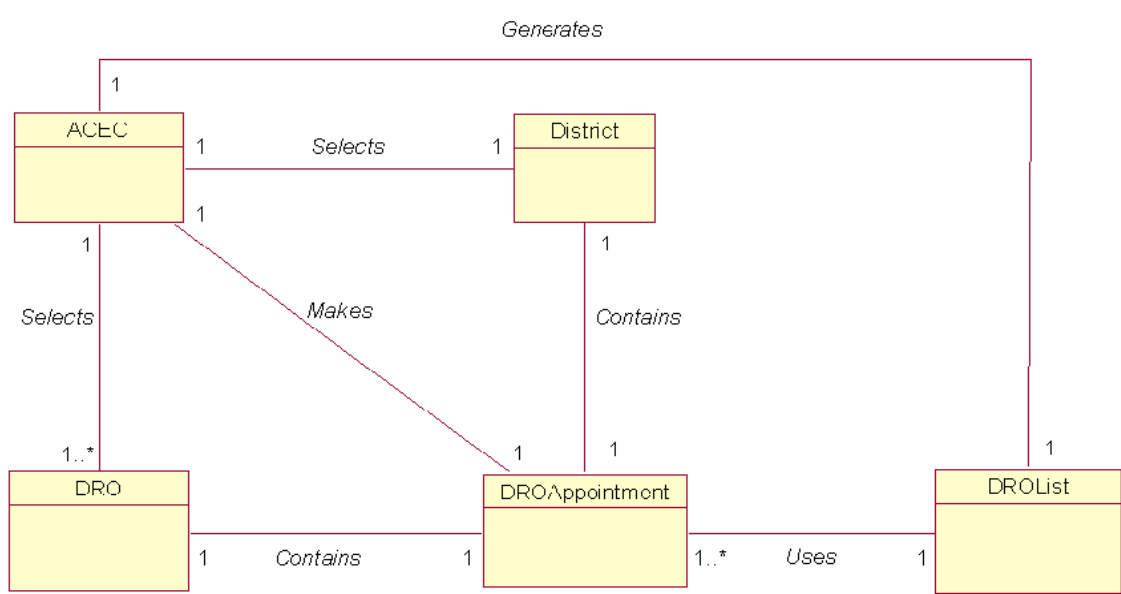 Generates
1
ACEC
District
1
Selects
1
1
1
1
Selects
Makes
Contains
1..*
1
1
1
DRO
DROAppointment
DROList
1
Contains
1
1..*
Uses
1